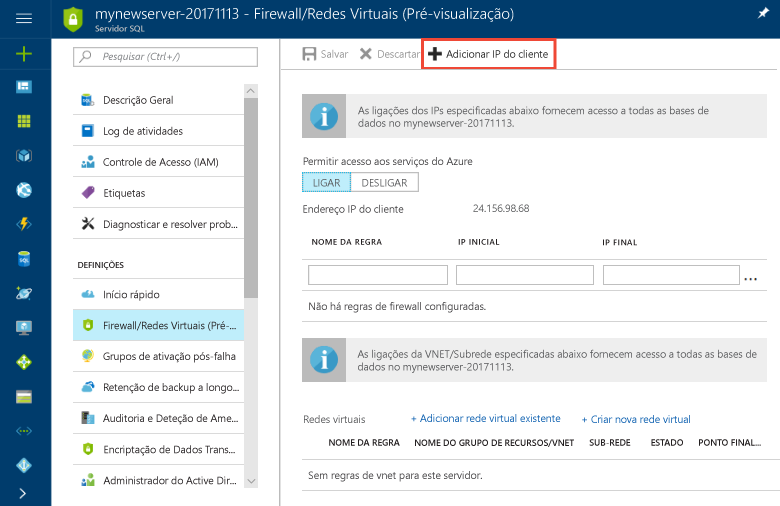 mynewserver-20171113 - Firewall/Redes Virtuais (Pré-visualização)
Servidor SQL
Pesquisar (Ctrl+/)
Descrição Geral
Log de atividades
Controle de Acesso (IAM)
Etiquetas
Diagnosticar e resolver prob...
DEFINIÇÕES
Início rápido
Firewall/Redes Virtuais (Pré-...
Grupos de ativação pós-falha
Retenção de backup a longo...
Auditoria e Deteção de Ame...
Encriptação de Dados Trans...
Administrador do Active Dir...
Salvar Descartar Adicionar IP do cliente
As ligações dos IPs especificadas abaixo fornecem acesso a todas as bases de
dados no mynewserver-20171113.
Permitir acesso aos serviços do Azure
LIGAR DESLIGAR
Endereço IP do cliente 24.156.98.68
NOME DA REGRA IP INICIAL IP FINAL
...
Não há regras de firewall configuradas.
As ligações da VNET/Subrede especificadas abaixo fornecem acesso a todas as bases de
dados no mynewserver-20171113.
Redes virtuais + Adicionar rede virtual existente + Criar nova rede virtual
NOME DA REGRA NOME DO GRUPO DE RECURSOS/VNET SUB-REDE ESTADO PONTO FINAL...
Sem regras de vnet para este servidor.